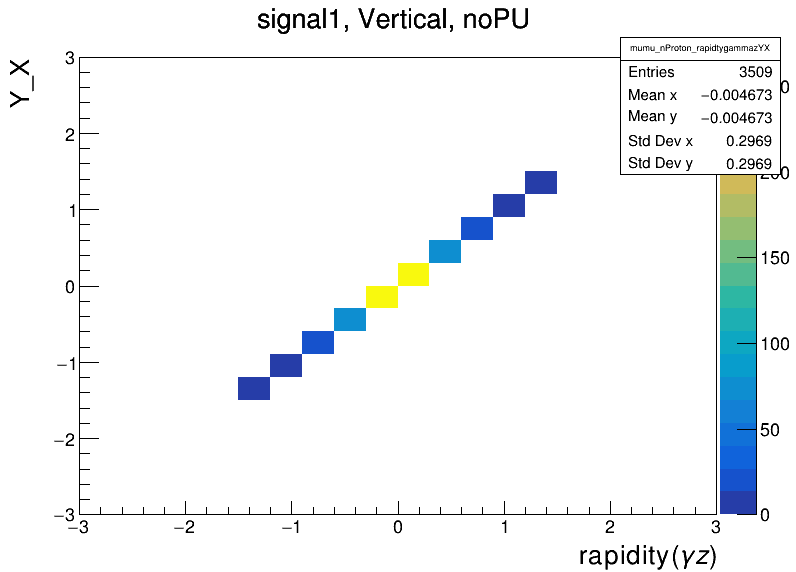 signal1, Vertical, noPU
Y_X
mumu_nProton_rapidtygammazYX
Entries 3509
Mean x −0.004673
Mean y −0.004673
Std Dev x 0.2969
Std Dev y 0.2969
3
2
1
0
−1
−2
−3
−3 −2 −1 0 1 2 3
rapidity(γz)
0
200
150
100
50
0